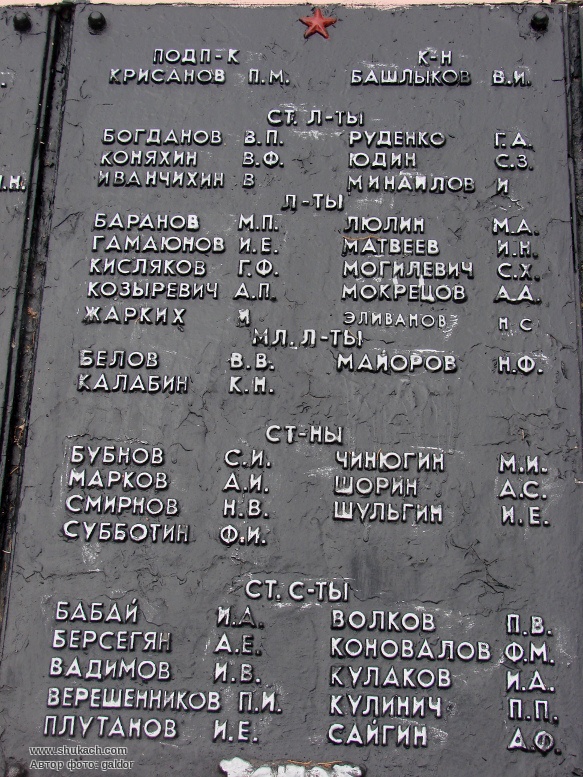 ПОДП-К К-Н
КРИСАНОВ П.М. БАШЛЫКОВ В.И.
СТ. Л-ТЫ
БОГДАНОВ В.П. РУДЕНКО Г.А.
КОНЯХИН В.Ф. ЮДИН С.З.
ИВАНЧИХИН В МИНАЙЛОВ И
Л-ТЫ
БАРАНОВ М.П. ЛЮЛИН М.А.
ГАМАЮНОВ И.Е. МАТВЕЕВ И.Н.
КИСЛЯКОВ Г.Ф. МОГИЛЕВИЧ С.Х.
КОЗЫРЕВИЧ А.П. МОКРЕЦОВ А.А.
ЖАРКИХ И ЭЛИВАНОВ Н С
МЛ. Л-ТЫ
БЕЛОВ В.В. МАЙОРОВ Н.Ф.
КАЛАБИН К.Н.
СТ-НЫ
БУБНОВ С.И. ЧИНЮГИН М.И.
МАРКОВ А.И. ШОРИН А.С.
СМИРНОВ Н.В. ШУЛЬГИН И.Е.
СУББОТИН Ф.И.
СТ. С-ТЫ
БАБАЙ И.А. ВОЛКОВ П.В.
БЕРСЕГЯН А.Е. КОНОВАЛОВ Ф.М.
ВАДИМОВ И.В. КУЛАКОВ И.А.
ВЕРЕШЕННИКОВ П.И. КУЛИНИЧ П.П.
ПЛУТАНОВ И.Е. САЙГИН А.Ф.
www.shukach.com
Автор фото: gaktor